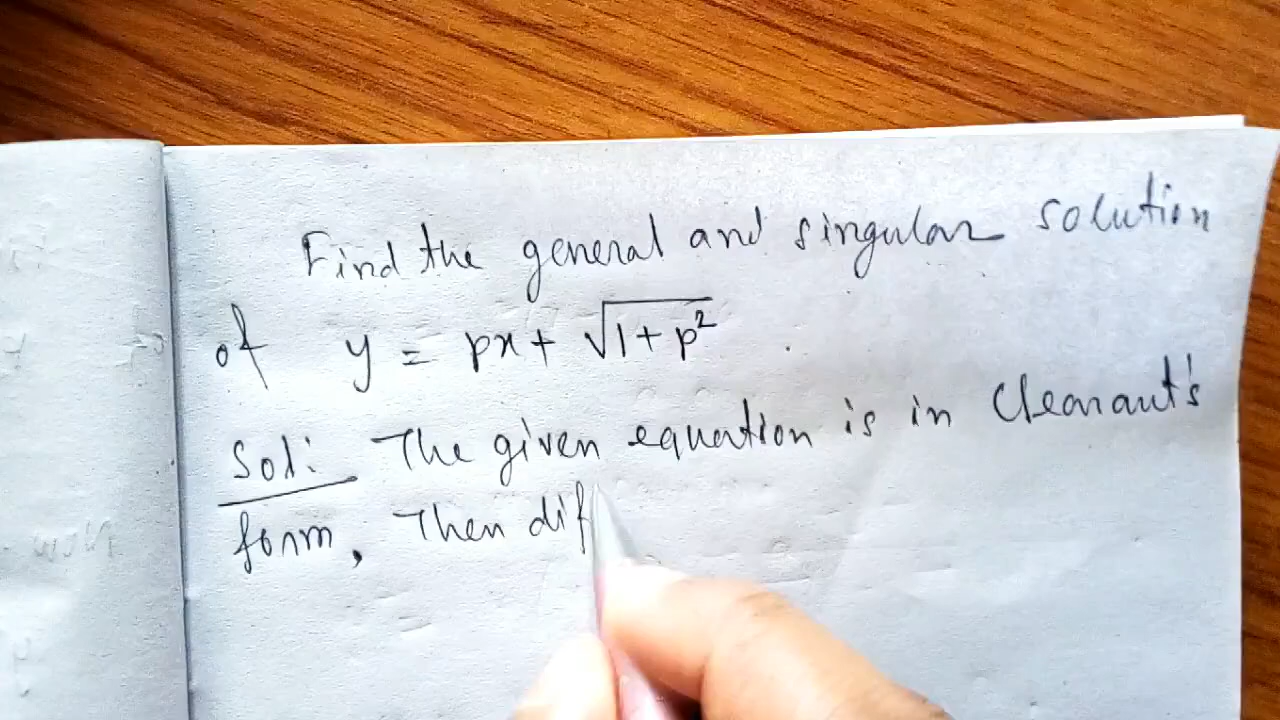 Find the general and singular solution
of y = px + √1+p²
Sol: The given equation is in Clearaut's
form, Then dif